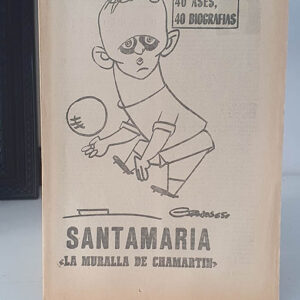 40 ASES,
40 BIOGRAFIAS
SANTAMARIA
«LA MURALLA DE CHAMARTIN»